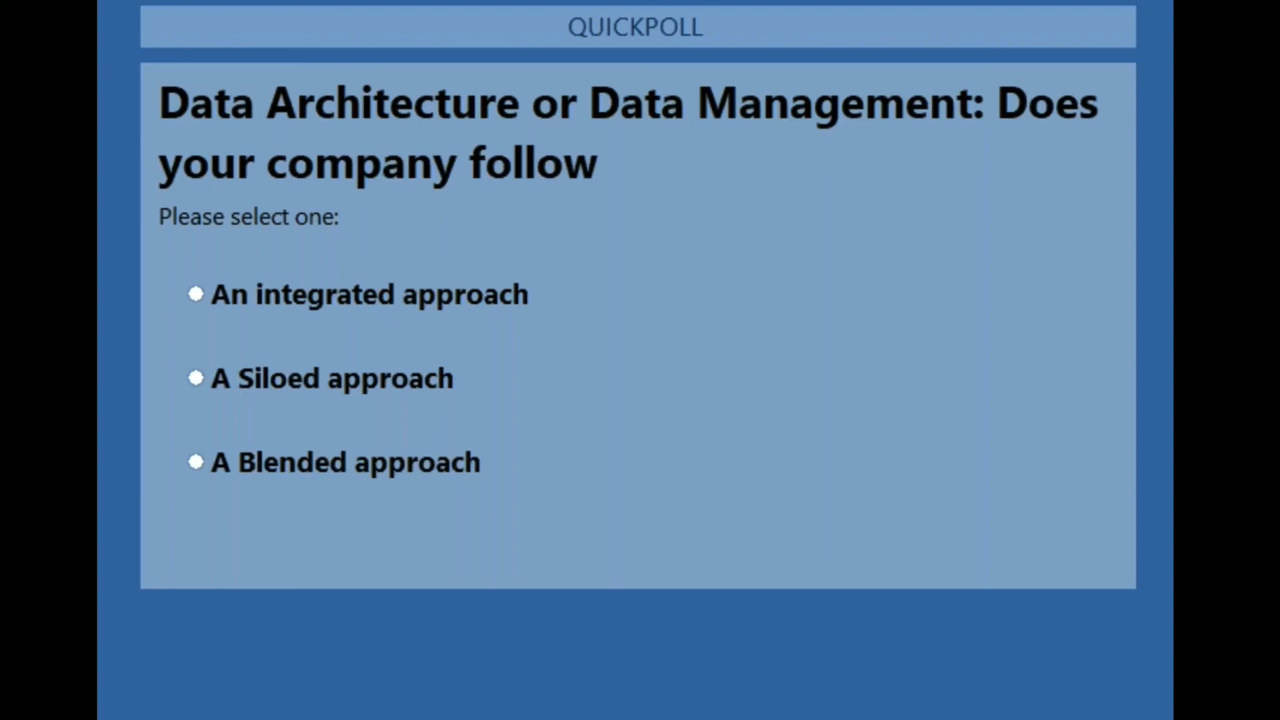 QUICKPOLL
Data Architecture or Data Management: Does
your company follow
Please select one:
An integrated approach
A Siloed approach
A Blended approach